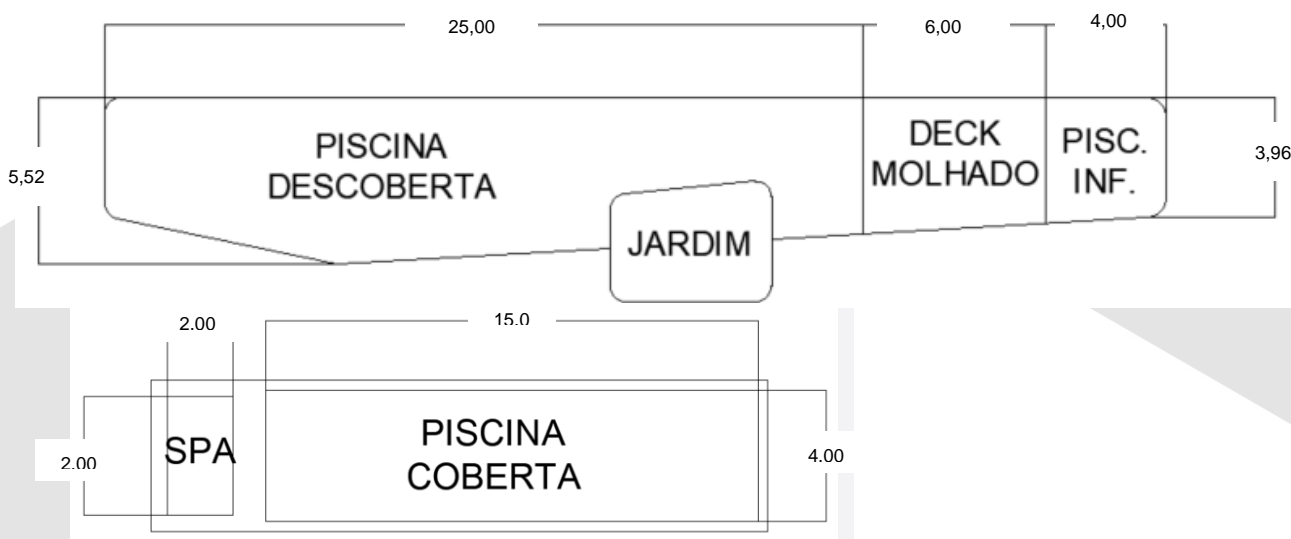 25,00
6,00
4,00
PISCINA
DESCOBERTA
DECK
MOLHADO
PISC.
INF.
5,52
3,96
JARDIM
2.00
15.0
SPA
PISCINA
COBERTA
2.00
4.00